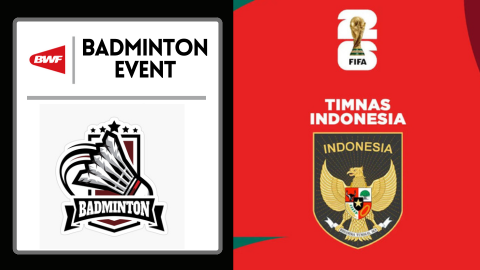 BWF
BADMINTON
EVENT
BADMINTON
26
FIFA
TIMNAS
INDONESIA
INDONESIA